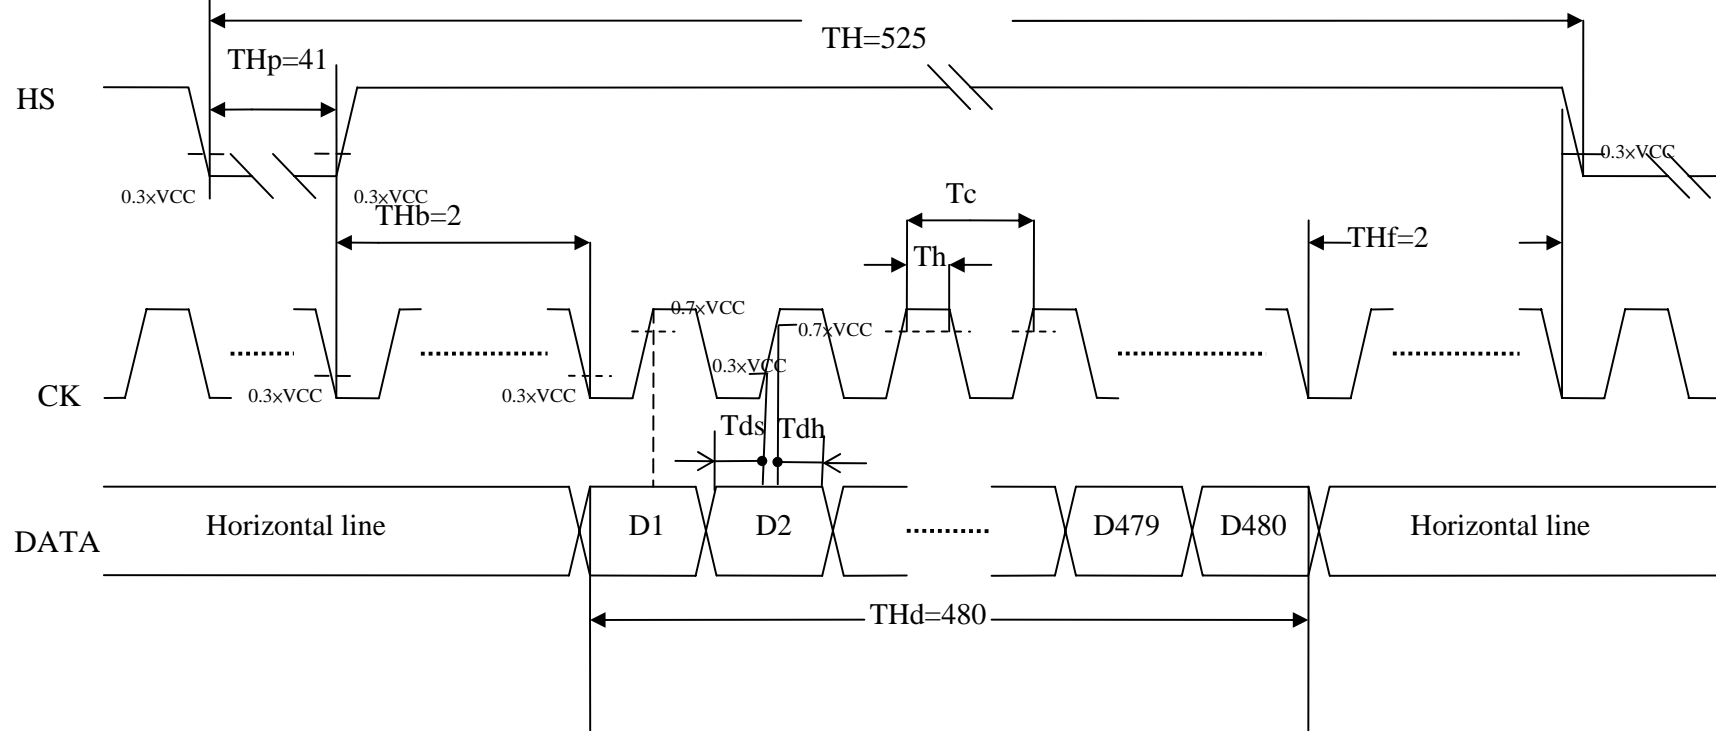 TH=525
THp=41
HS
0.3×VCC
0.3×VCC
0.3×VCC
THb=2
Tc
THf=2
Th
0.7×VCC
0.7×VCC
0.3×VCC
CK
0.3×VCC
0.3×VCC
Tds
Tdh
DATA
Horizontal line
D1
D2
D479
D480
Horizontal line
THd=480